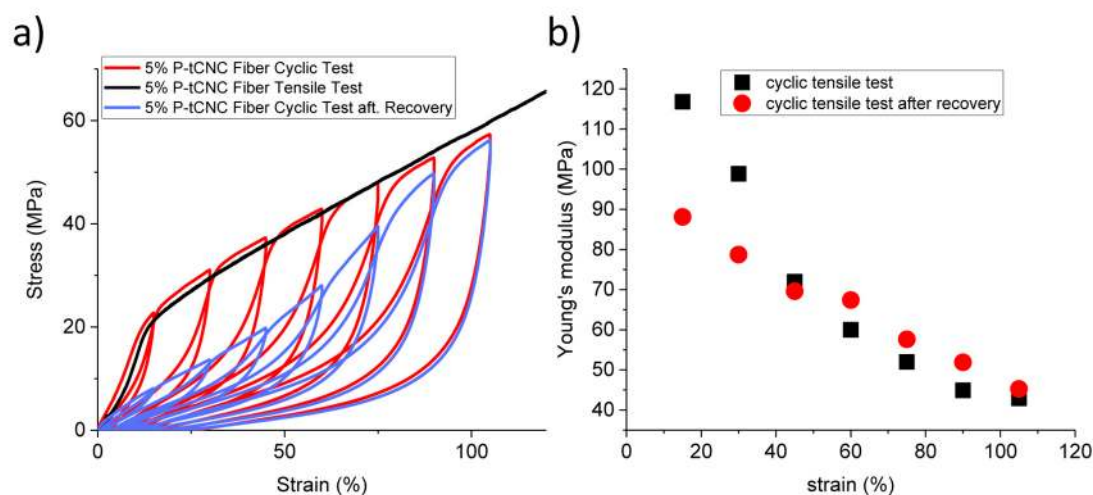 a)
5% P-tCNC Fiber Cyclic Test
5% P-tCNC Fiber Tensile Test
5% P-tCNC Fiber Cyclic Test aft. Recovery
60
40
20
0
Stress (MPa)
0
50
100
Strain (%)
b)
cyclic tensile test
cyclic tensile test after recovery
120
110
100
90
80
70
60
50
40
Young's modulus (MPa)
0
20
40
60
80
100
120
strain (%)